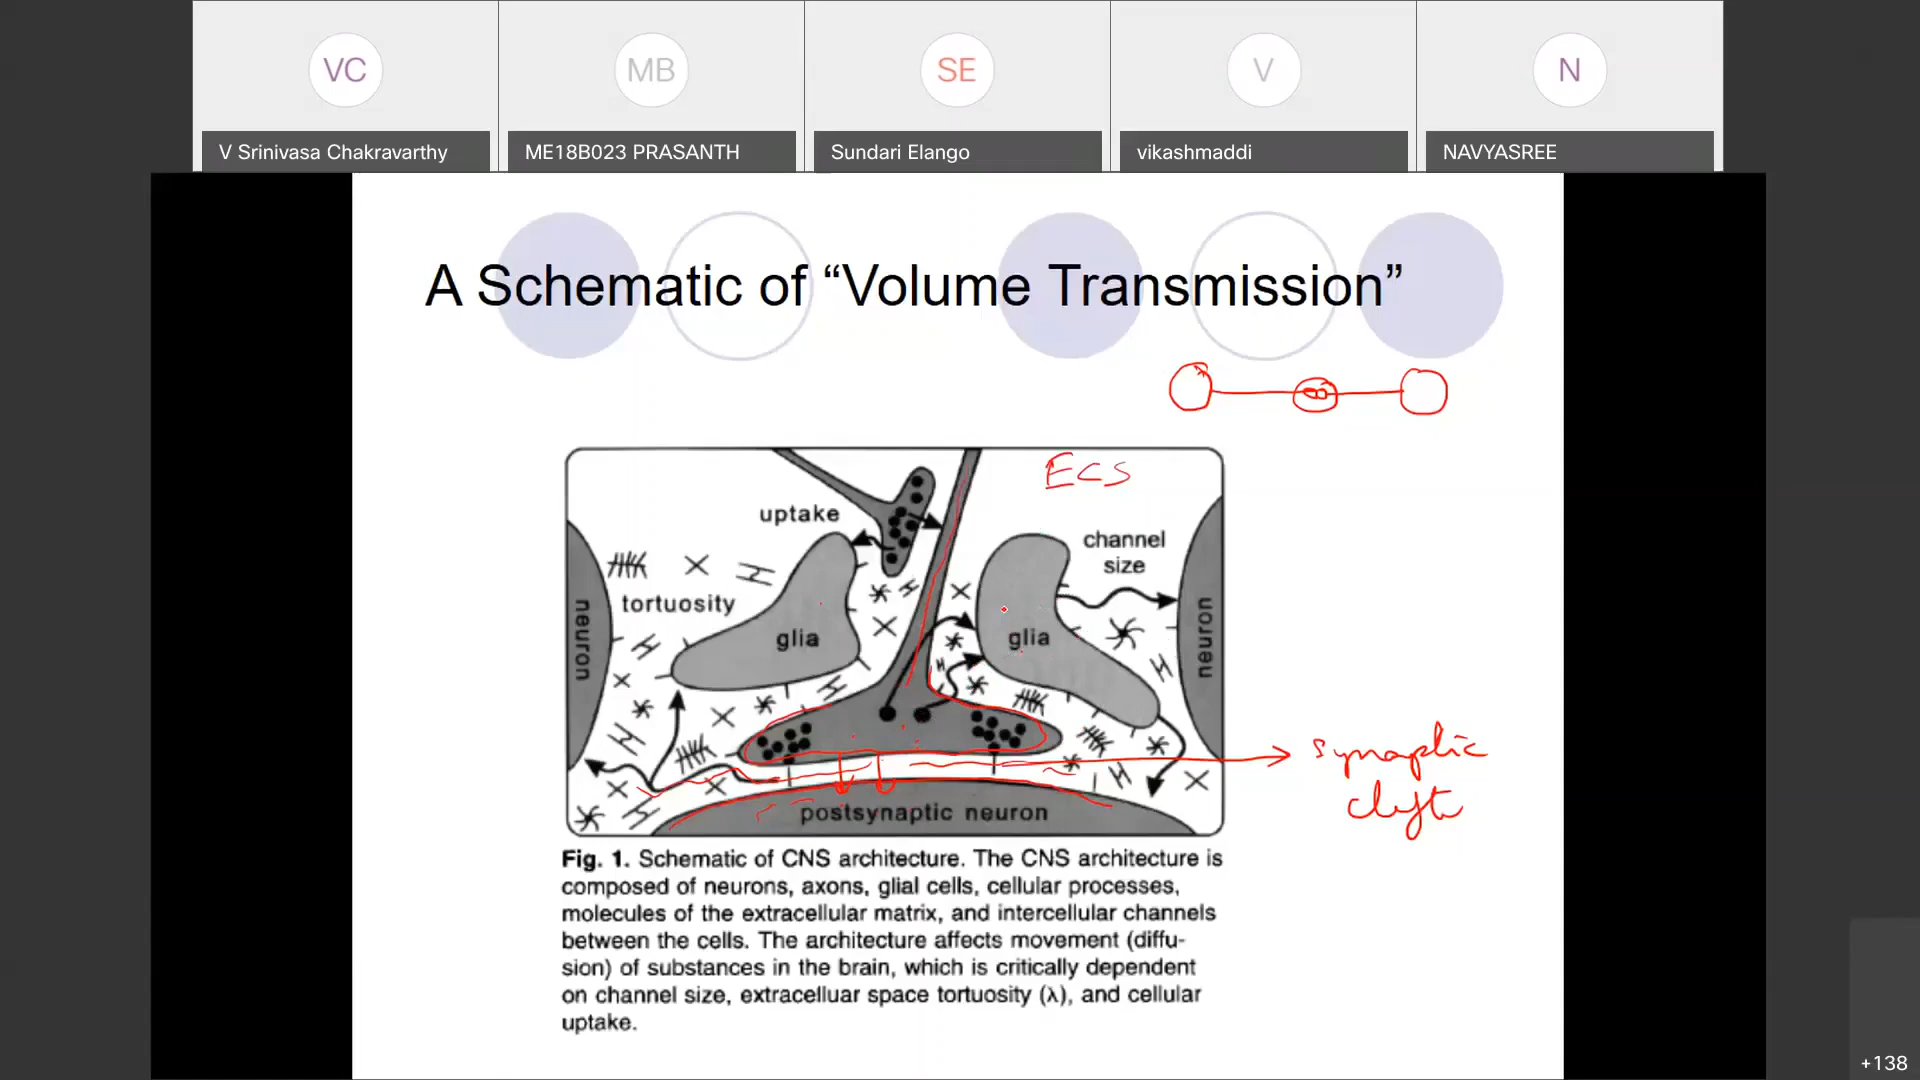 VC
MB
SE
V
N
V Srinivasa Chakravarthy
ME18B023 PRASANTH
Sundari Elango
vikashmaddi
NAVYASREE
A Schematic of “Volume Transmission”
ECS
uptake
channel
size
tortuosity
neuron
glia
glia
neuron
synaptic
cleft
postsynaptic neuron
Fig. 1. Schematic of CNS architecture. The CNS architecture is
composed of neurons, axons, glial cells, cellular processes,
molecules of the extracellular matrix, and intercellular channels
between the cells. The architecture affects movement (diffu-
sion) of substances in the brain, which is critically dependent
on channel size, extracelluar space tortuosity (λ), and cellular
uptake.
+138